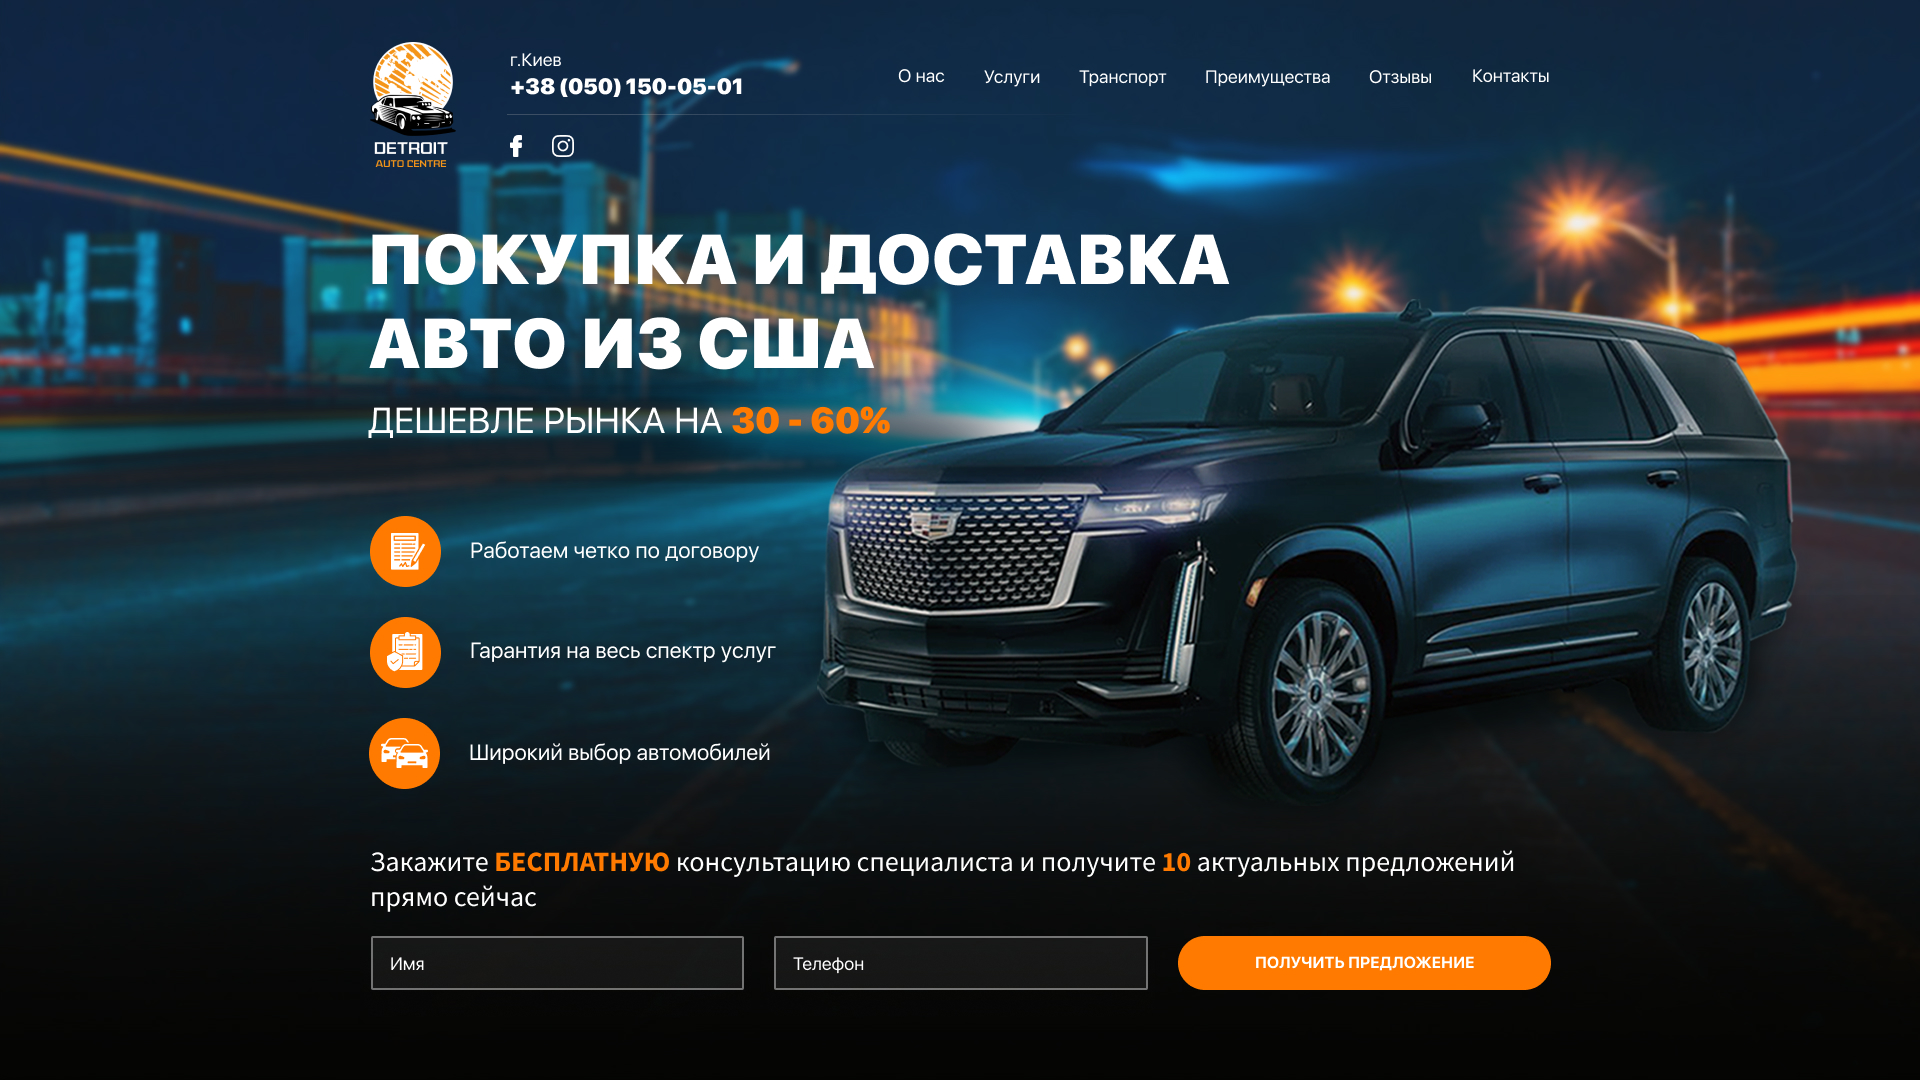 DETROIT
AUTO CENTRE
г.Киев
+38 (050) 150-05-01
О нас Услуги Транспорт Преимущества Отзывы Контакты
ПОКУПКА И ДОСТАВКА
АВТО ИЗ США
ДЕШЕВЛЕ РЫНКА НА 30 - 60%
Работаем четко по договору
Гарантия на весь спектр услуг
Широкий выбор автомобилей
Закажите БЕСПЛАТНУЮ консультацию специалиста и получите 10 актуальных предложений
прямо сейчас
Имя
Телефон
ПОЛУЧИТЬ ПРЕДЛОЖЕНИЕ